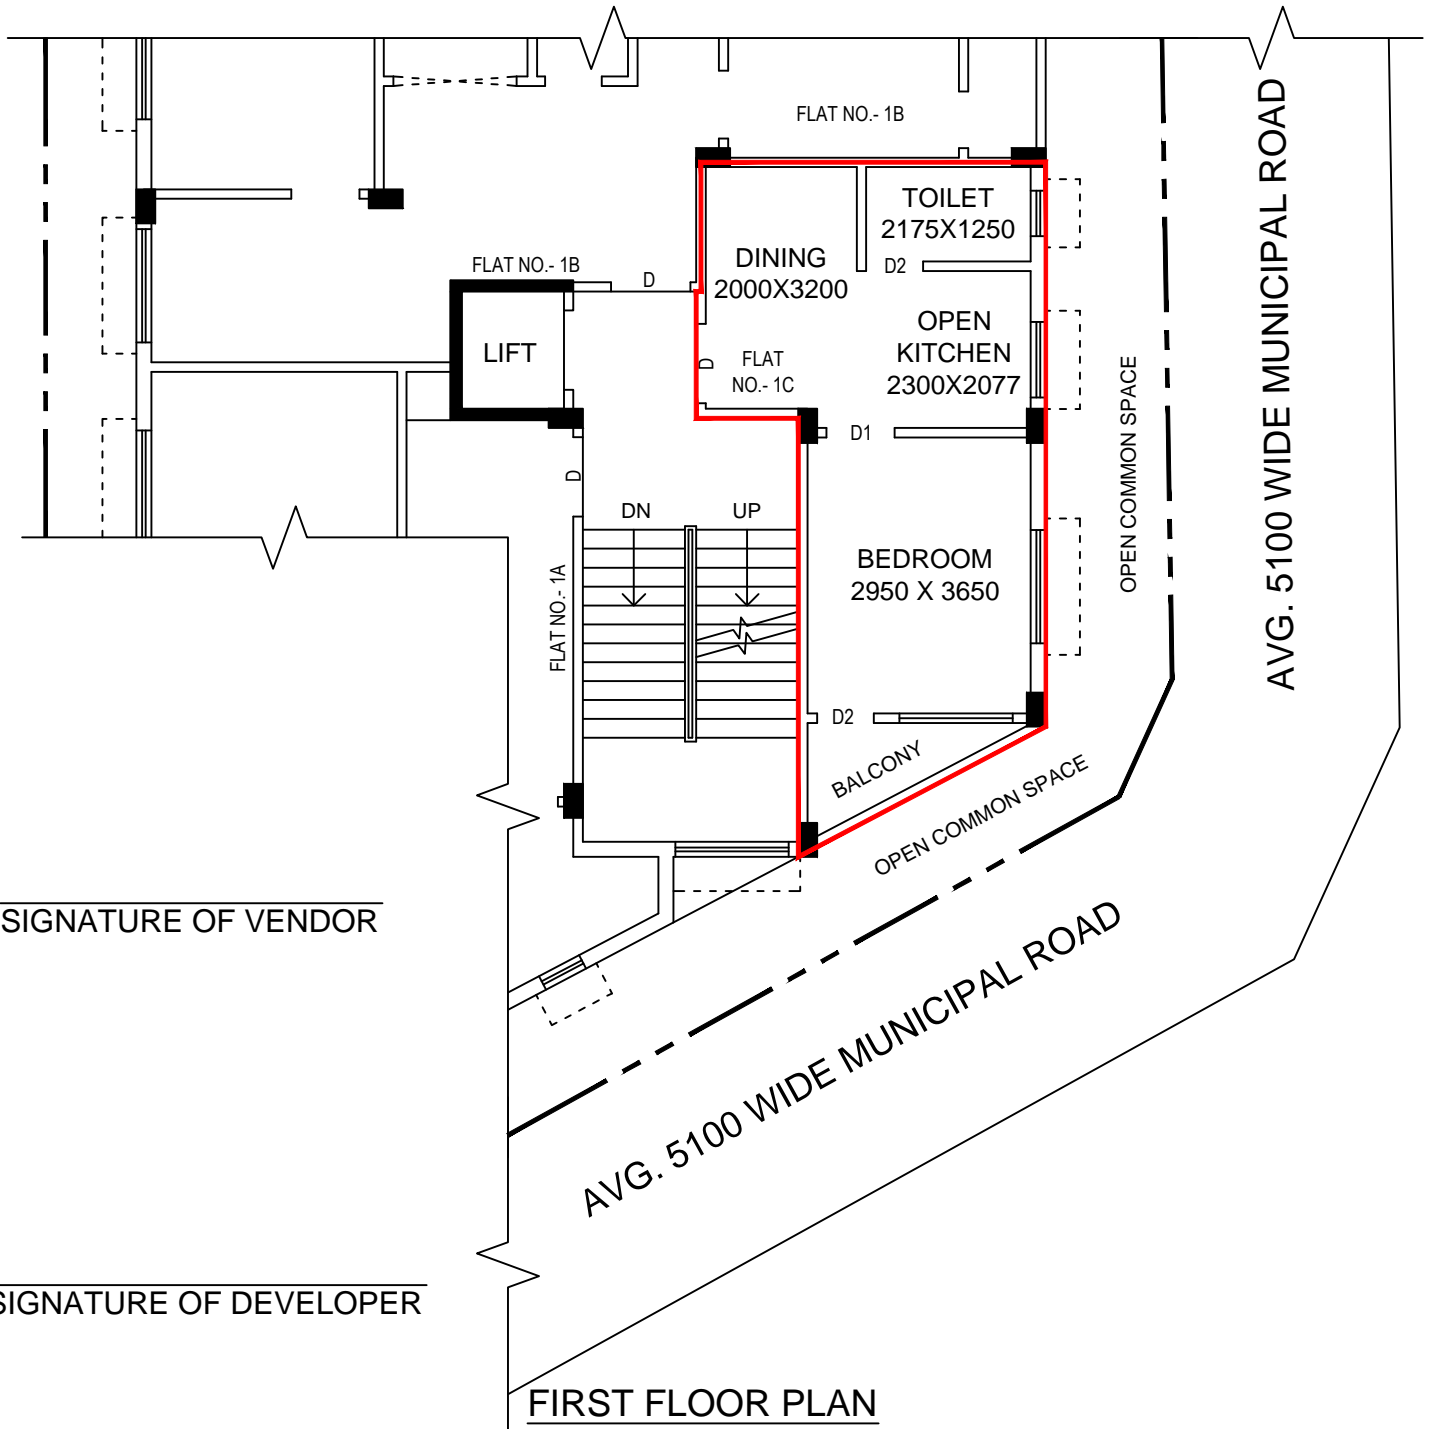 FLAT NO.- 1B
TOILET
2175X1250
DINING
2000X3200
D2
FLAT NO.- 1B
D
LIFT
OPEN
KITCHEN
2300X2077
FLAT
NO.- 1C
D
D1
D
DN
UP
FLAT NO.- 1A
BEDROOM
2950 X 3650
D2
BALCONY
OPEN COMMON SPACE
OPEN COMMON SPACE
AVG. 5100 WIDE MUNICIPAL ROAD
AVG. 5100 WIDE MUNICIPAL ROAD
SIGNATURE OF VENDOR
SIGNATURE OF DEVELOPER
FIRST FLOOR PLAN